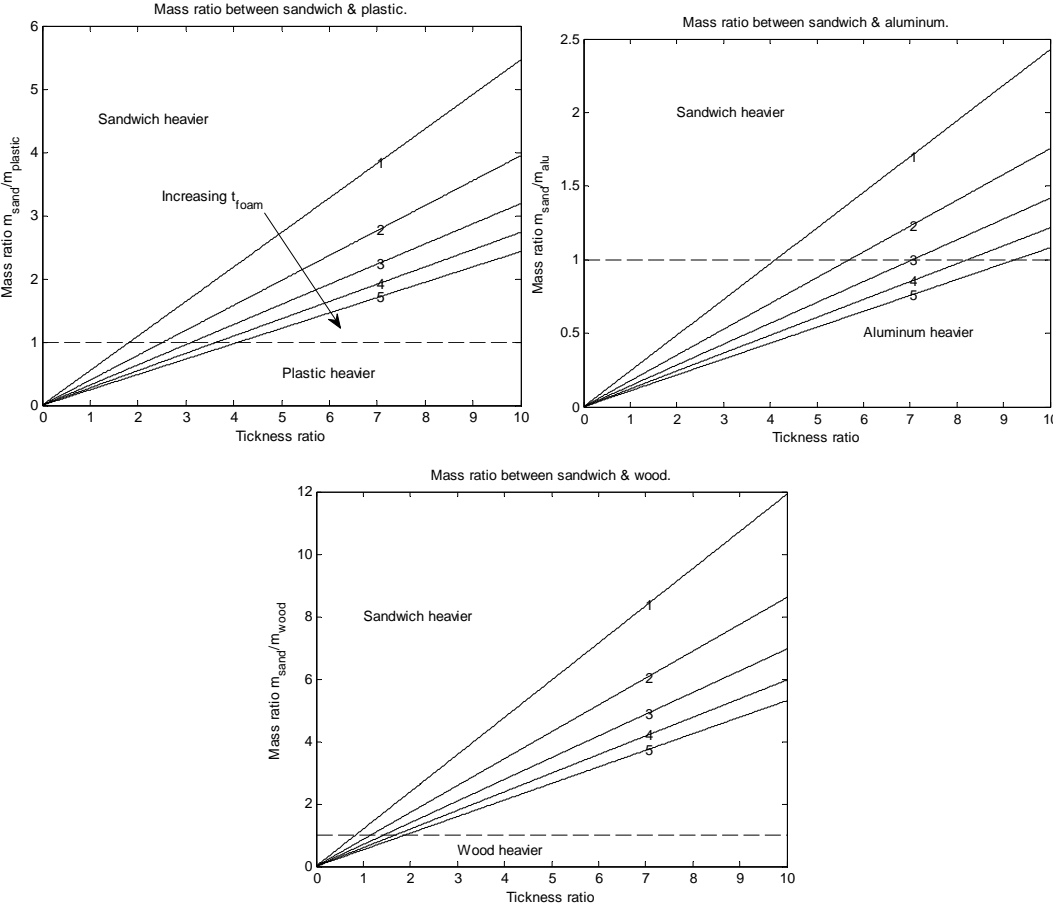 Mass ratio between sandwich & plastic.
6
5
4
3
2
1
0
Mass ratio m_sand/m_plastic
Sandwich heavier
Increasing t_foam
Plastic heavier
1
2
3
4
5
0 1 2 3 4 5 6 7 8 9 10
Tickness ratio
Mass ratio between sandwich & aluminum.
2.5
2
1.5
1
0.5
0
Mass ratio m_sand/m_alu
Sandwich heavier
Aluminum heavier
1
2
3
4
5
0 1 2 3 4 5 6 7 8 9 10
Tickness ratio
Mass ratio between sandwich & wood.
12
10
8
6
4
2
0
Mass ratio m_sand/m_wood
Sandwich heavier
Wood heavier
1
2
3
4
5
0 1 2 3 4 5 6 7 8 9 10
Tickness ratio